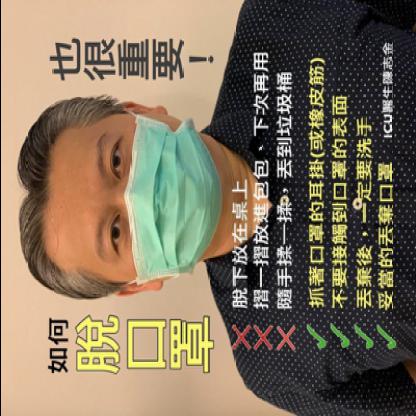 如何
脫口罩
也很重要！
❌脫下放在桌上
❌摺一摺放進包包、下次再用
❌隨手揉一揉，丟到垃圾桶
✓抓著口罩的耳掛(或橡皮筋)
✓不要接觸到口罩的表面
✓丟棄後，一定要洗手
✓妥當的丟棄口罩
ICU醫生陳志金